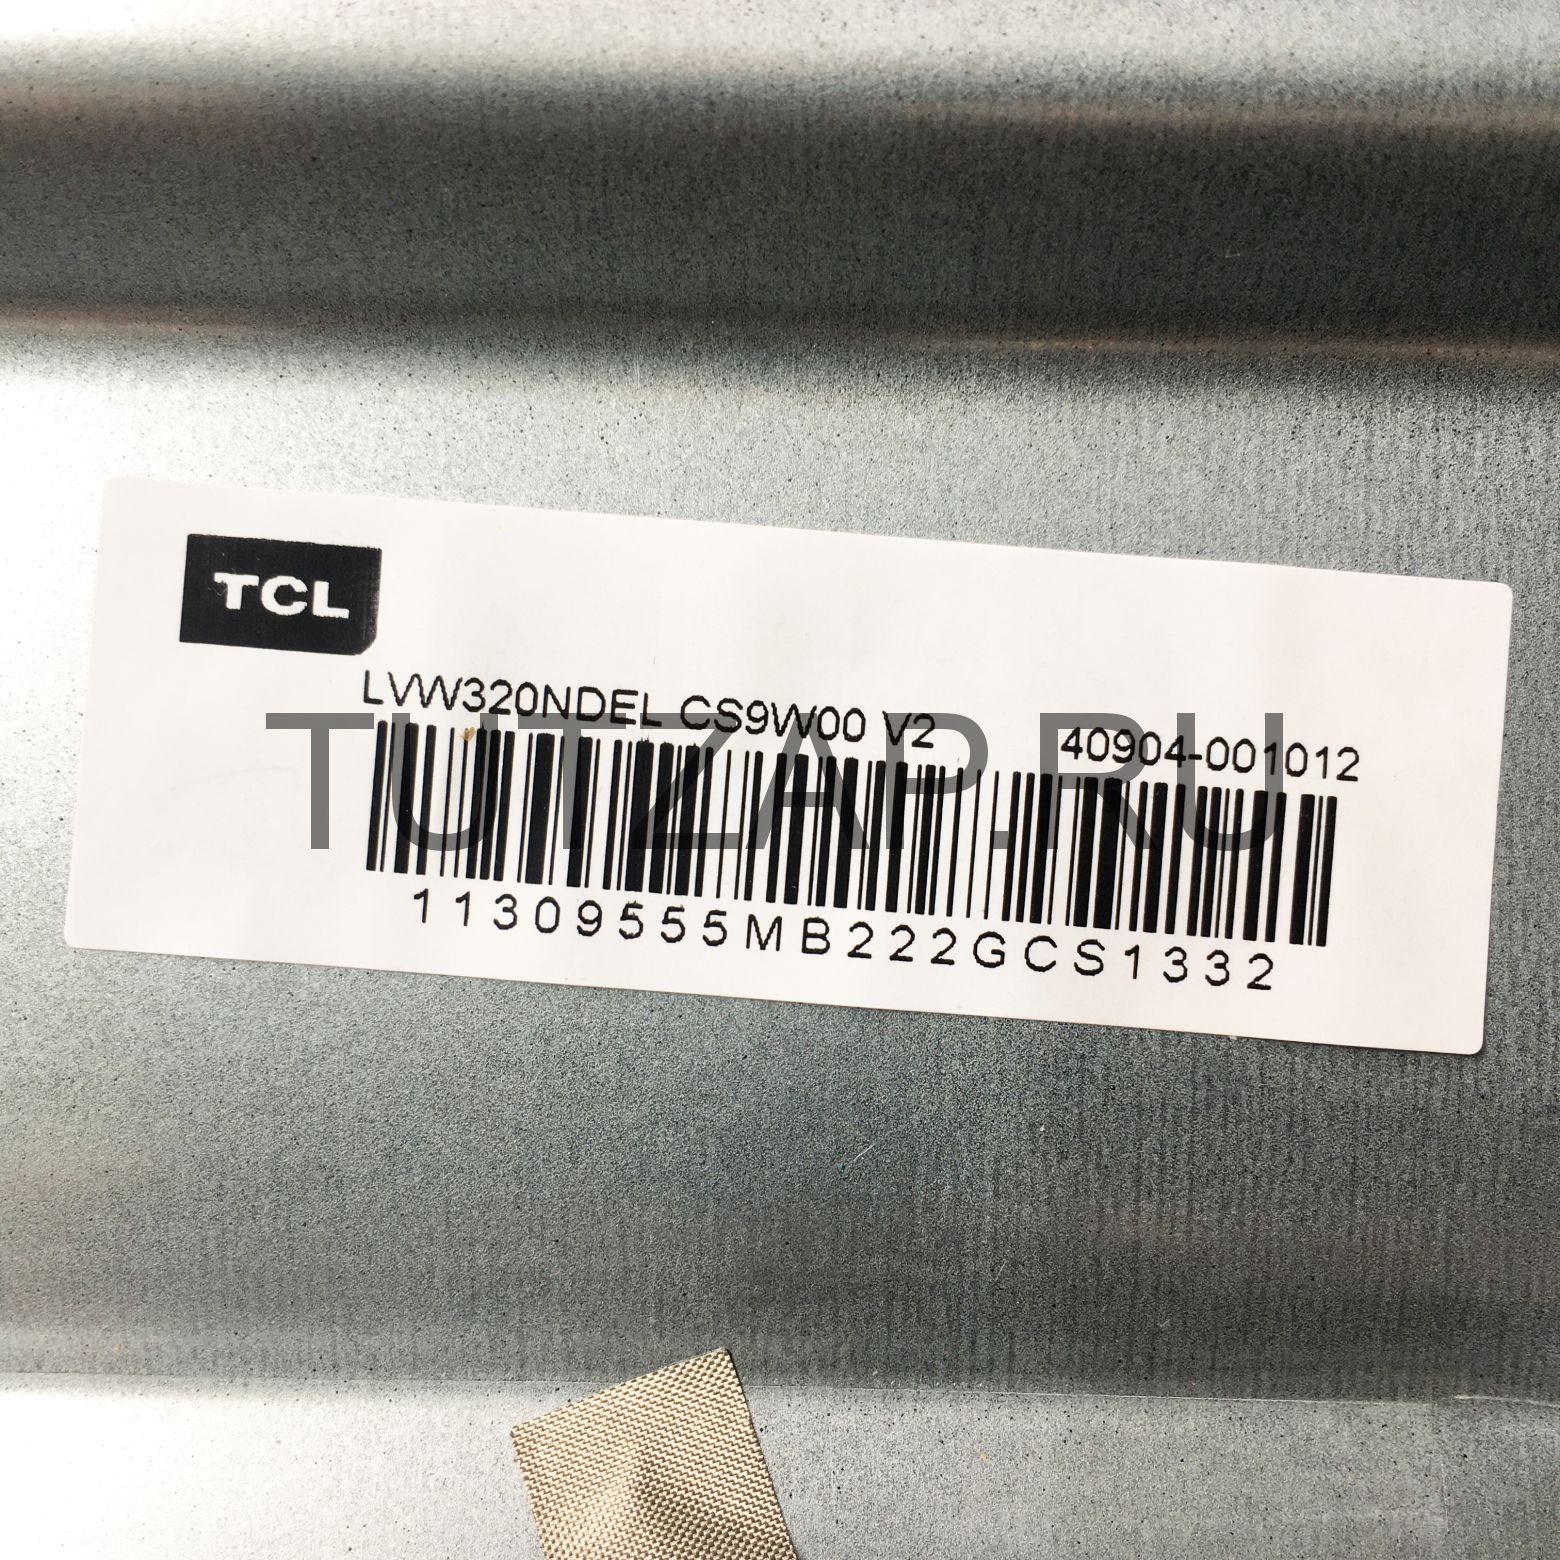 TCL
LVW320NDEL CS9W00 V2 40904-001012
TUTZAP.RU
11309555MB222GCS1332